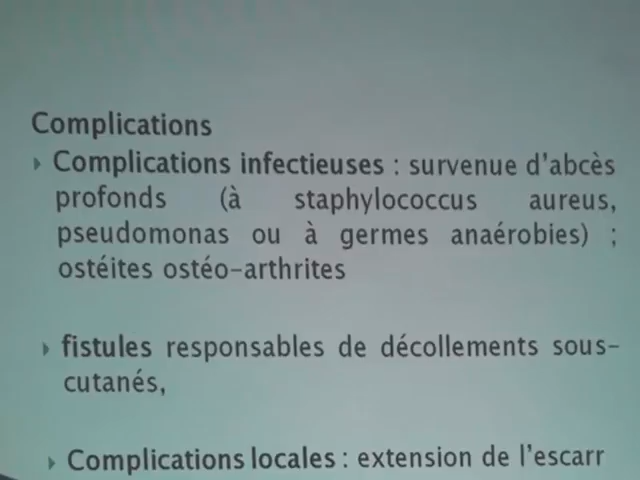 Complications
Complications infectieuses : survenue d'abcès
profonds (à staphylococcus aureus,
pseudomonas ou à germes anaérobies) ;
ostéites ostéo-arthrites
fistules responsables de décollements sous-
cutanés,
Complications locales : extension de l'escarr